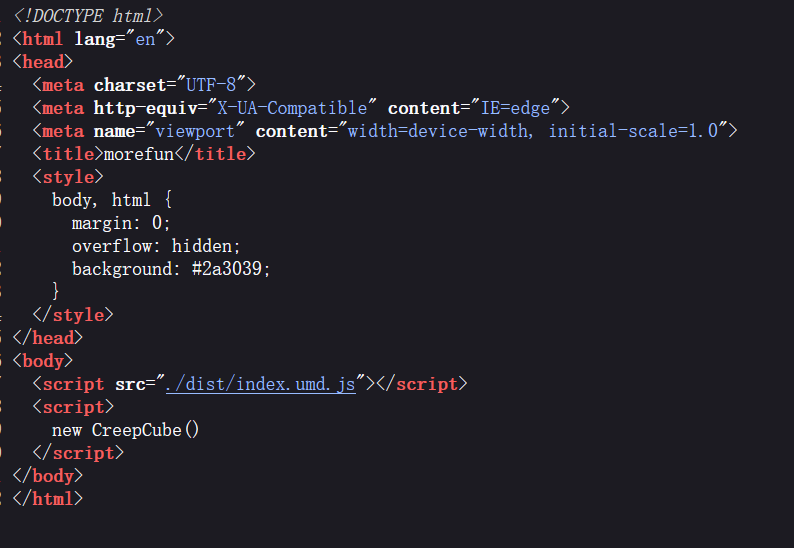 <!DOCTYPE html>
<html lang="en">
<head>
  <meta charset="UTF-8">
  <meta http-equiv="X-UA-Compatible" content="IE=edge">
  <meta name="viewport" content="width=device-width, initial-scale=1.0">
  <title>morefun</title>
  <style>
    body, html {
      margin: 0;
      overflow: hidden;
      background: #2a3039;
    }
  </style>
</head>
<body>
  <script src="./dist/index.umd.js"></script>
  <script>
    new CreepCube()
  </script>
</body>
</html>